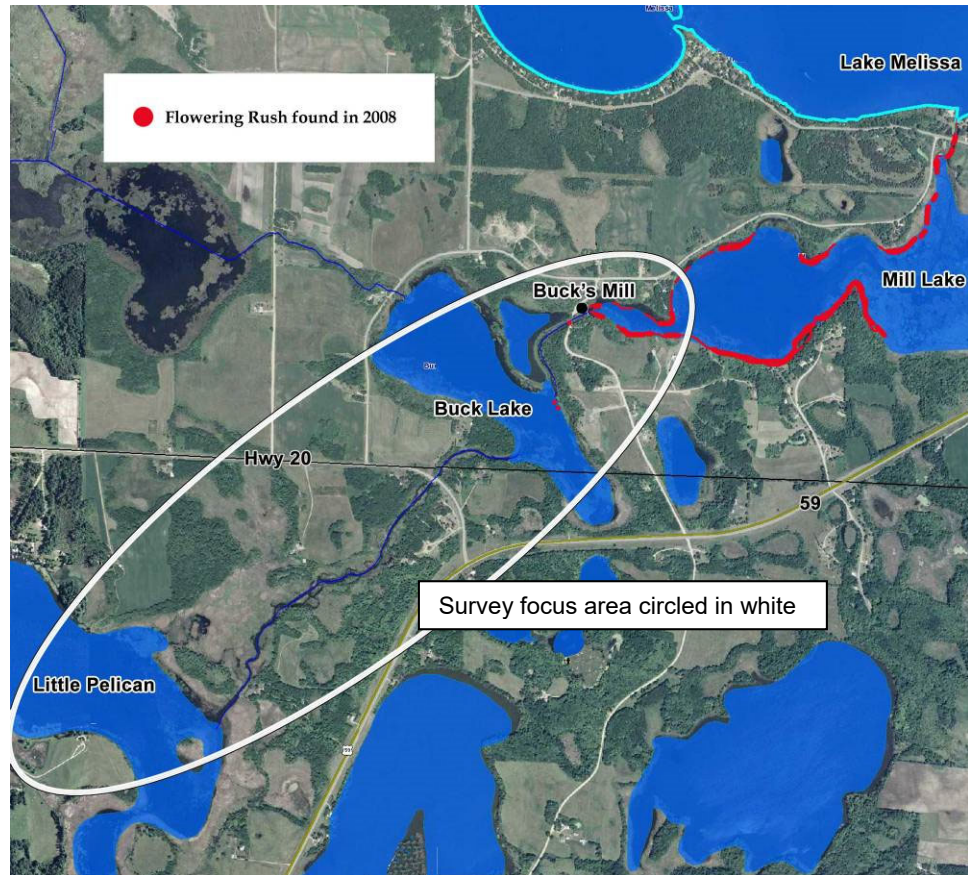 Melissa
Lake Melissa
Flowering Rush found in 2008
Mill Lake
Buck's Mill
Buck Lake
Hwy 20
59
Survey focus area circled in white
Little Pelican